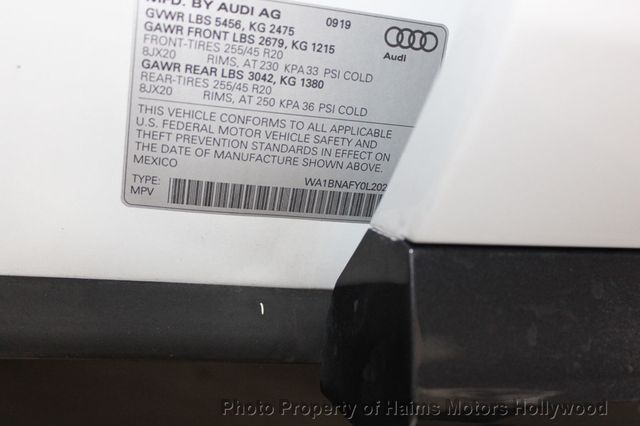 MFD. BY AUDI AG 0919
GVWR LBS 5456, KG 2475
GAWR FRONT LBS 2679, KG 1215
FRONT-TIRES 255/45 R20
8JX20 RIMS, AT 230 KPA 33 PSI COLD
GAWR REAR LBS 3042, KG 1380
REAR-TIRES 255/45 R20
8JX20 RIMS, AT 250 KPA 36 PSI COLD
THIS VEHICLE CONFORMS TO ALL APPLICABLE
U.S. FEDERAL MOTOR VEHICLE SAFETY, BUMPER, AND
THEFT PREVENTION STANDARDS IN EFFECT ON
THE DATE OF MANUFACTURE SHOWN ABOVE.
MEXICO
WA1BNAFY0L202
TYPE:
MPV
Audi
Photo Property of Haims Motors Hollywood